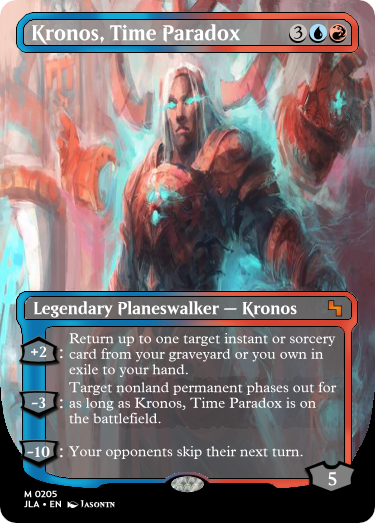 Kronos, Time Paradox 3
Legendary Planeswalker — Kronos
+2: Return up to one target instant or sorcery
card from your graveyard or you own in
exile to your hand.
-3: Target nonland permanent phases out for
as long as Kronos, Time Paradox is on
the battlefield.
-10: Your opponents skip their next turn.
5
M 0205
JLA • EN Jasontn